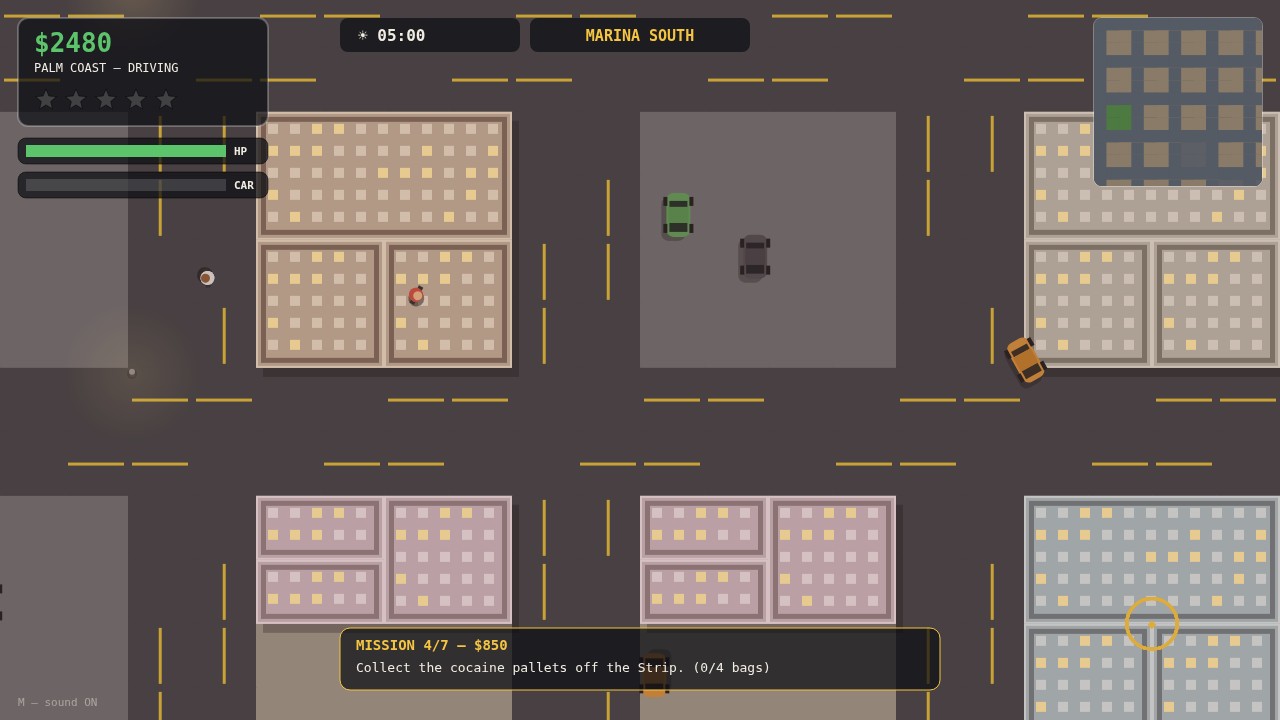 $2480
PALM COAST — DRIVING
HP
CAR
☀ 05:00
MARINA SOUTH
MISSION 4/7 — $850
Collect the cocaine pallets off the Strip. (0/4 bags)
M — sound ON